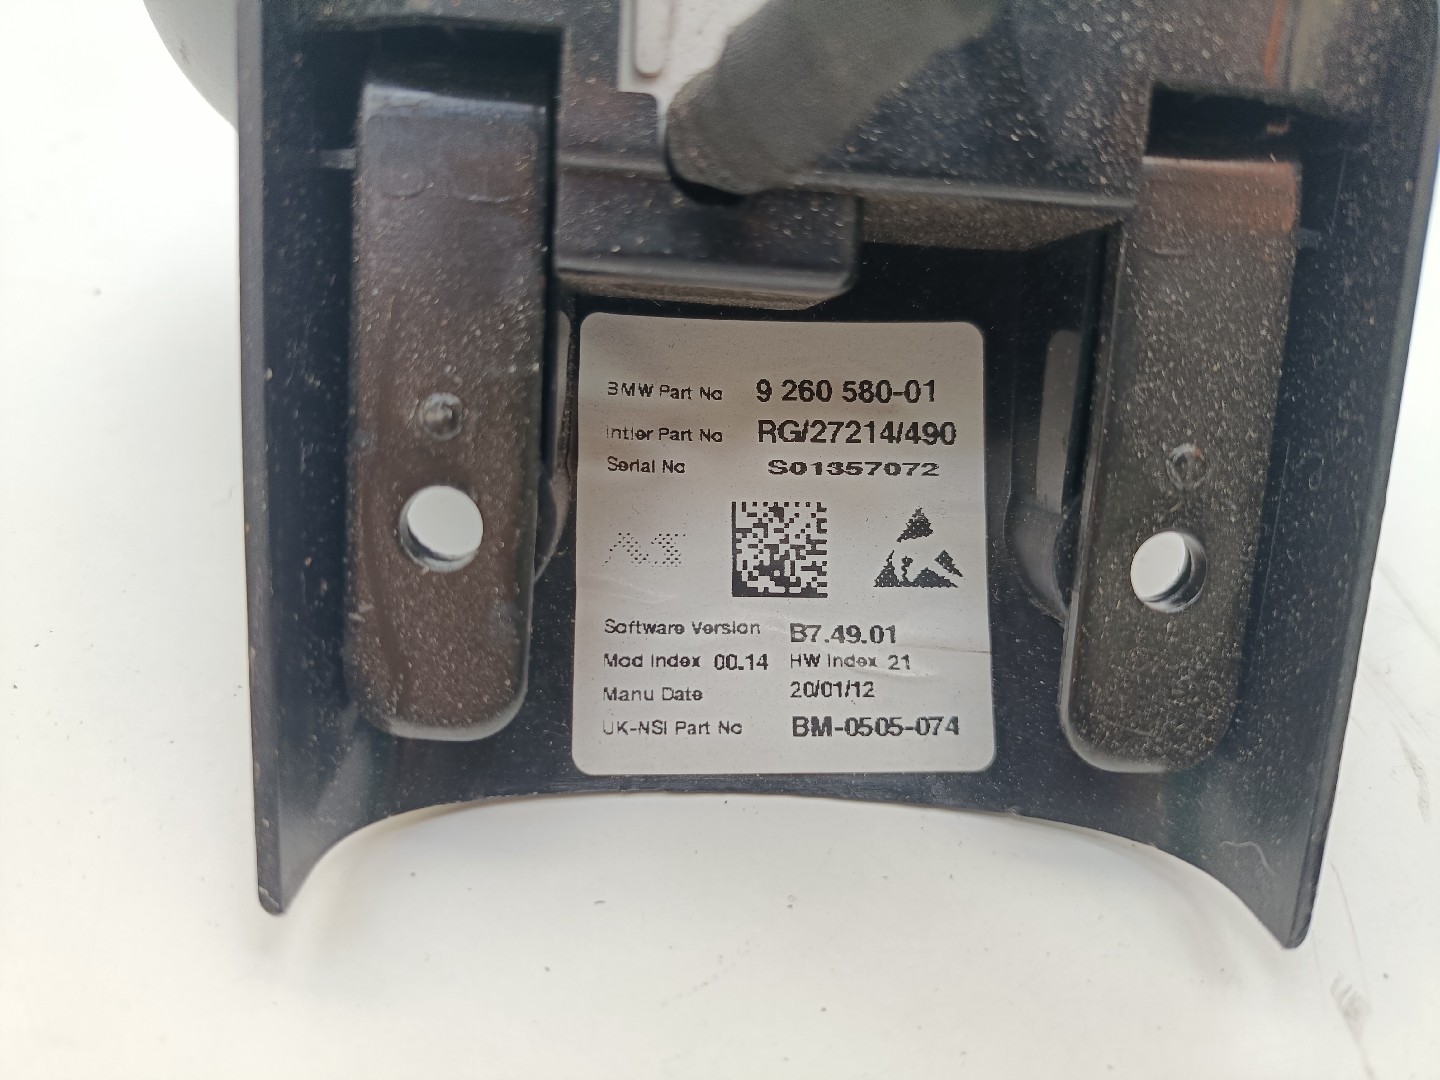 BMW Part No 9 260 580-01
Intier Part No RG/27214/490
Serial No S01357072
Software Version B7.49.01
Mod Index 00.14 HW Index 21
Manu Date 20/01/12
UK-NSI Part No BM-0505-074